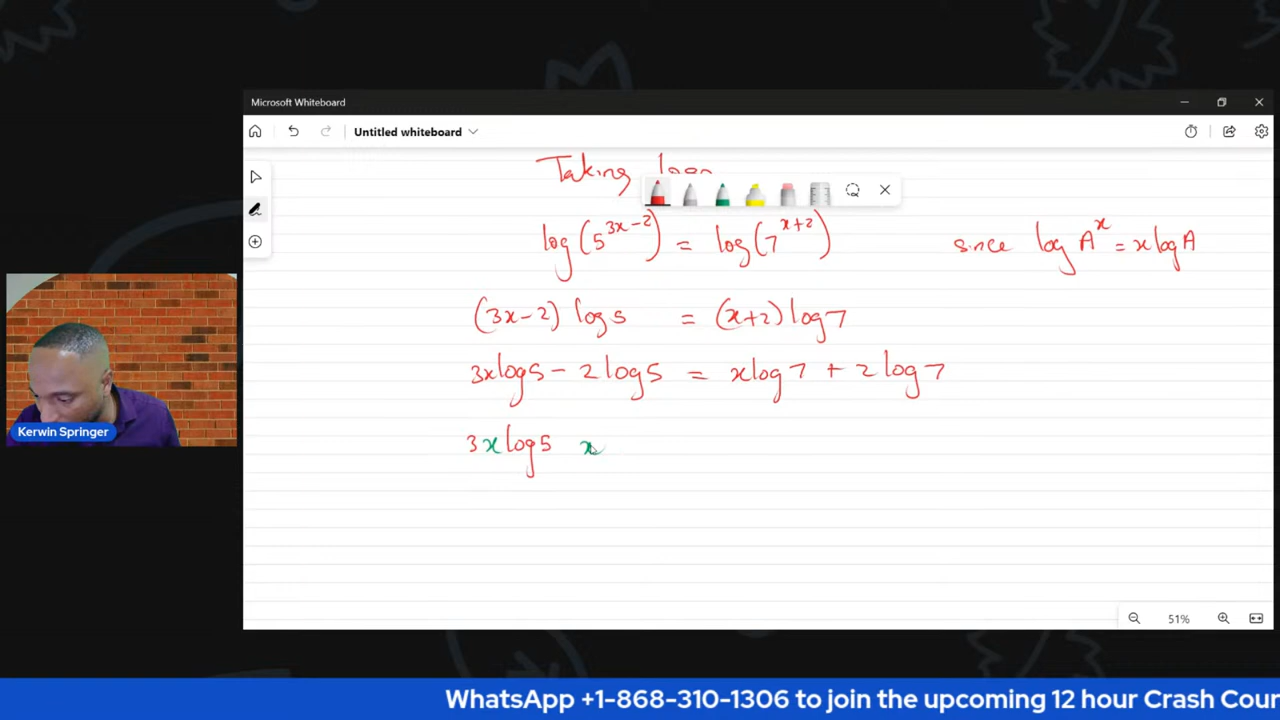 Microsoft Whiteboard
Untitled whiteboard
Taking
log(5^{3x-2}) = log(7^{x+2}) since log A^x = x log A
(3x-2) log 5 = (x+2) log 7
3x log 5 - 2 log 5 = x log 7 + 2 log 7
3x log 5 x
Kerwin Springer
51%
WhatsApp +1-868-310-1306 to join the upcoming 12 hour Crash